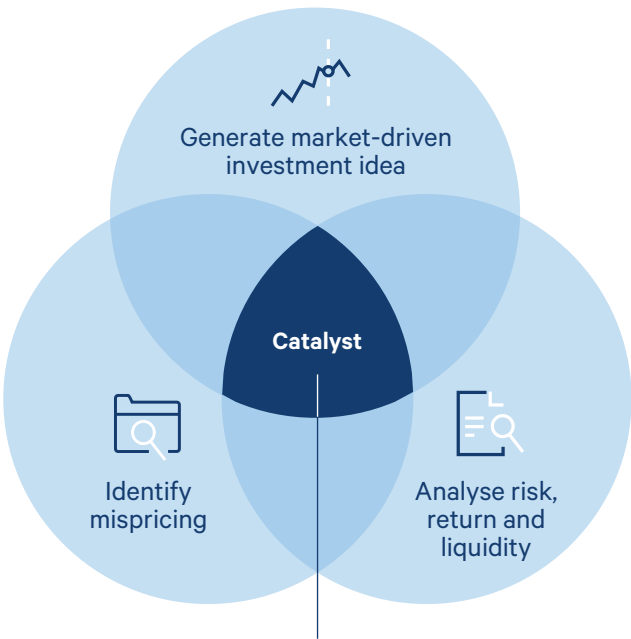 Generate market-driven
investment idea
Catalyst
Identify
mispricing
Analyse risk,
return and
liquidity